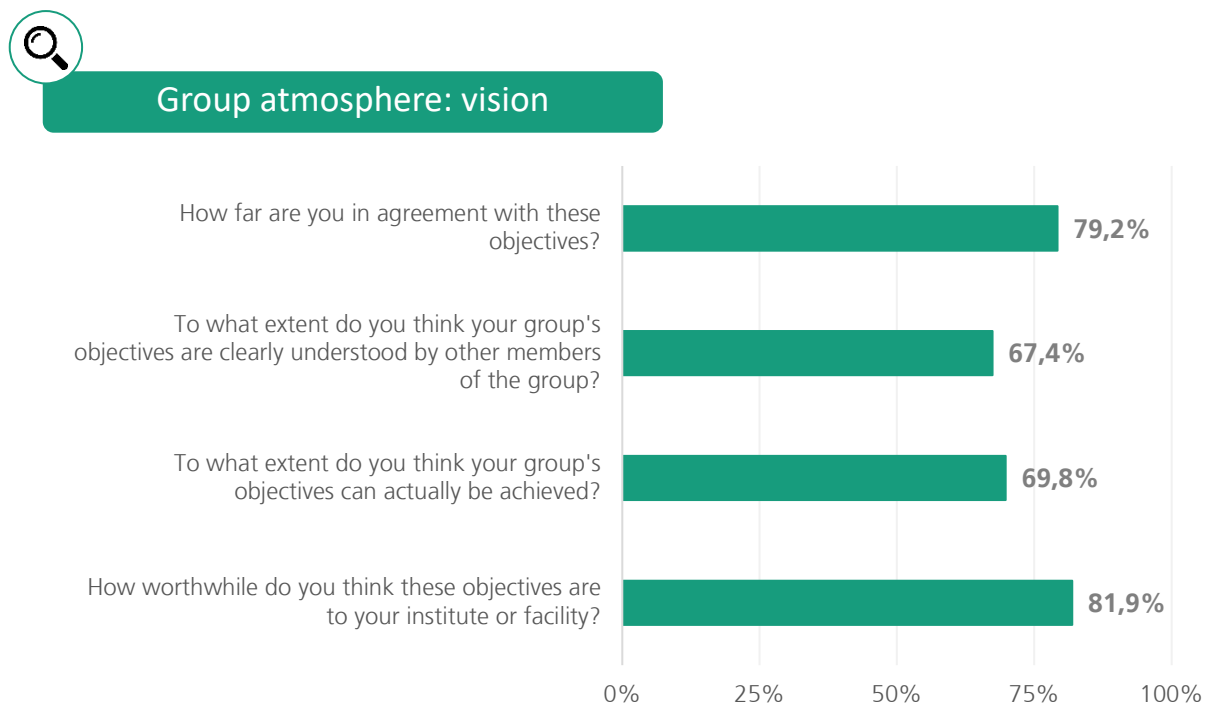 Group atmosphere: vision
How far are you in agreement with these
objectives?
79,2%
To what extent do you think your group's
objectives are clearly understood by other members
of the group?
67,4%
To what extent do you think your group's
objectives can actually be achieved?
69,8%
How worthwhile do you think these objectives are
to your institute or facility?
81,9%
0% 25% 50% 75% 100%